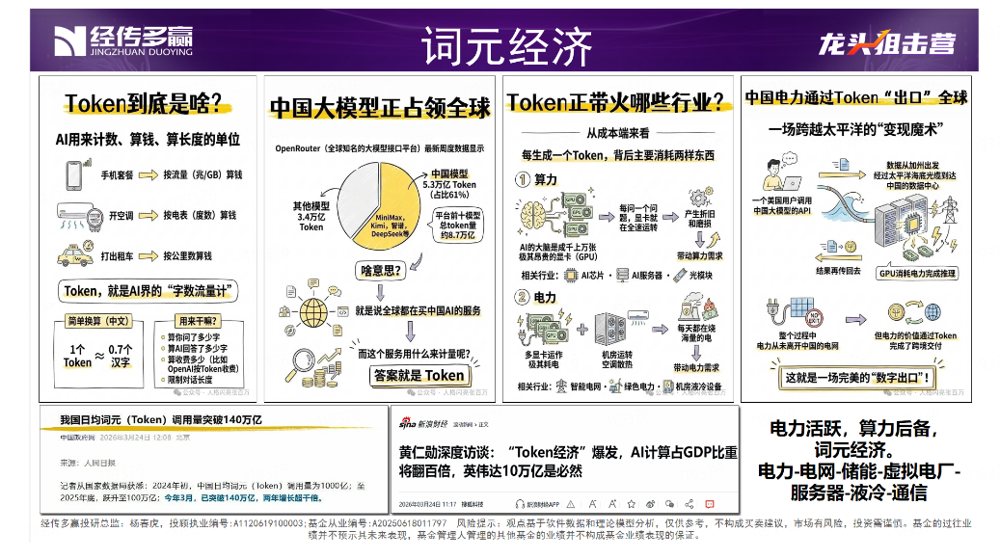 经传多赢
JINGZHUAN DUOYING
词元经济
龙头狙击营
Token到底是啥?
AI用来计数、算钱、算长度的单位
手机套餐
按流量（兆/GB）算钱
开空调
按电表（度数）算钱
打出租车
按公里数算钱
Token，就是AI界的“字数流量计”
简单换算（中文）
1个
Token
≈
0.7个
汉字
用来干嘛?
算你问了多少字
算AI回答了多少字
算收费多少（比如
OpenAI按Token收费）
限制对话长度
公众号·人格闪亮张百万
中国大模型正占领全球
OpenRouter（全球知名的大模型接口平台）最新周度数据显示
中国模型
5.3万亿 Token
（占比61%）
其他模型
3.4万亿
Token
MiniMax,
Kimi，智谱,
DeepSeek等
平台前十模型
总token量
约8.7万亿
啥意思?
就是说全球都在买中国AI的服务
而这服务用什么来计量呢?
答案就是 Token
公众号·人格闪亮张百万
Token正带火哪些行业?
从成本端来看
每生成一个Token，背后主要消耗两样东西
1 算力
GPU
GPU
GPU
AI的大脑是成千上万张
极其昂贵的显卡（GPU）
每问一个问
题，显卡就
在全速运转
产生折旧
和磨损
带动算力需求
相关行业：
AI芯片
AI服务器
光模块
2 电力
多显卡运作
极其耗电
机房运转
空调散热
每天都在烧
海量的电
带动电力需求
相关行业：
智能电网
绿色电力
机房液冷设备
公众号·人格闪亮张百万
中国电力通过Token“出口”全球
一场跨越太平洋的“变现魔术”
一个美国用户调用
中国大模型的API
数据从加州出发
经过太平洋海底光缆到达
中国的数据中心
结果再传回去
GPU消耗电力完成推理
NO
EXIT
整个过程中
电力从未离开中国的电网
但电力的价值通过Token
完成了跨境交付
这就是一场完美的“数字出口”!
公众号·人格闪亮张百万
我国日均词元（Token）调用量突破140万亿
中国政府网 2026年3月24日 12:08 北京
来源：人民日报
记者从国家数据局获悉：2024年初，中国日均词元（Token）调用量为1000亿；至
2025年底，跃升至100万亿；今年3月，已突破140万亿，两年增长超千倍。
sina 新浪财经
滚动新闻 > 正文
黄仁勋深度访谈：“Token经济”爆发，AI计算占GDP比重
将翻百倍，英伟达10万亿是必然
2026年03月24日 11:17 搜狐科技
新浪财经APP
电力活跃，算力后备，
词元经济。
电力-电网-储能-虚拟电厂-
服务器-液冷-通信
经传多赢投研总监：杨春虎，投顾执业编号:A1120619100003;基金从业编号:A20250618011797 风险提示：观点基于软件数据和理论模型分析，仅供参考，不构成买卖建议，市场有风险，投资需谨慎。基金的过往业
绩并不预示其未来表现，基金管理人管理的其他基金的业绩并不构成基金业绩表现的保证。